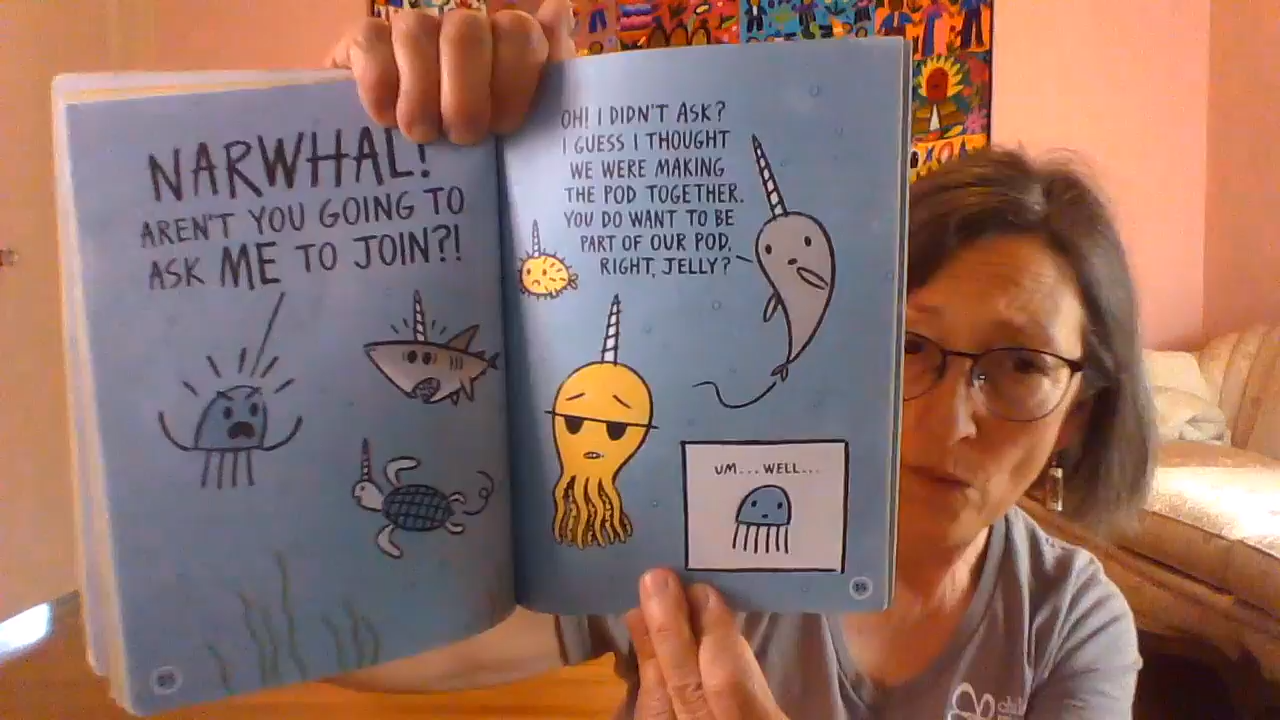 NARWHAL!
AREN'T YOU GOING TO
ASK ME TO JOIN?!
OH! I DIDN'T ASK?
I GUESS I THOUGHT
WE WERE MAKING
THE POD TOGETHER.
YOU DO WANT TO BE
PART OF OUR POD,
RIGHT, JELLY?
UM... WELL...